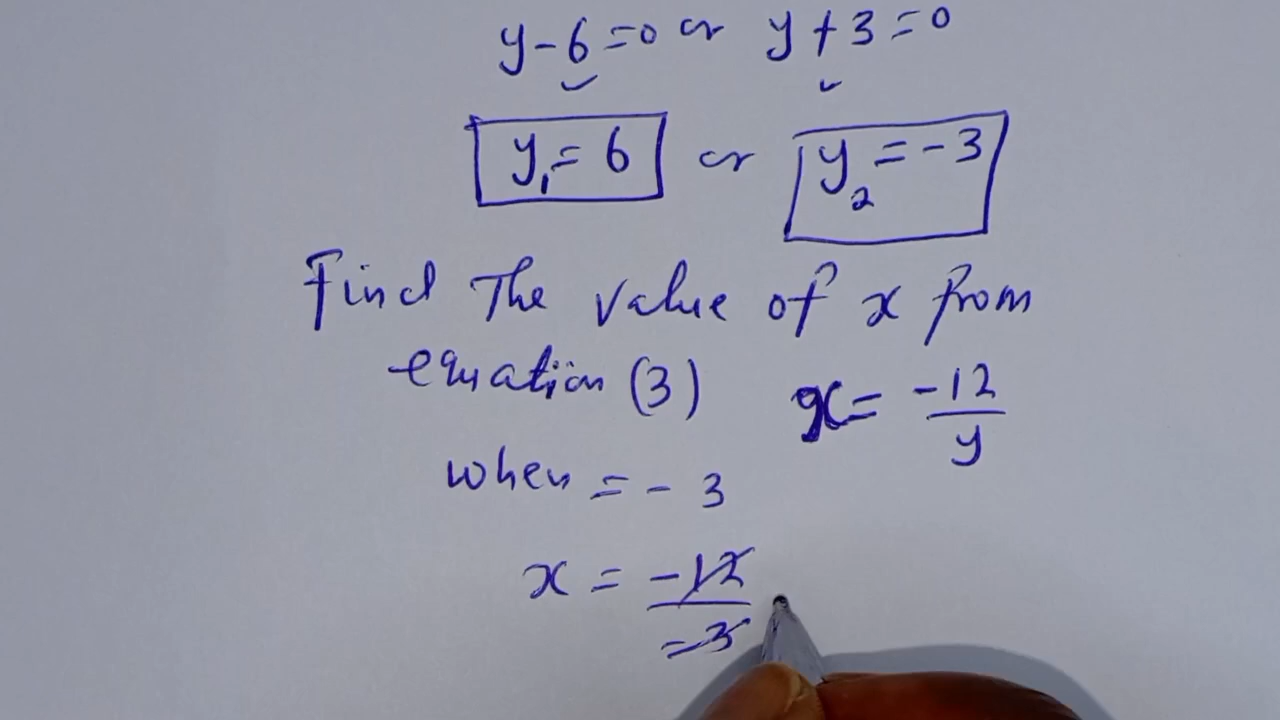 y-6=0 or y+3=0
y₁=6 or y₂=-3
Find The value of x from
equation (3) x= -12/y
when = -3
x = -12/-3